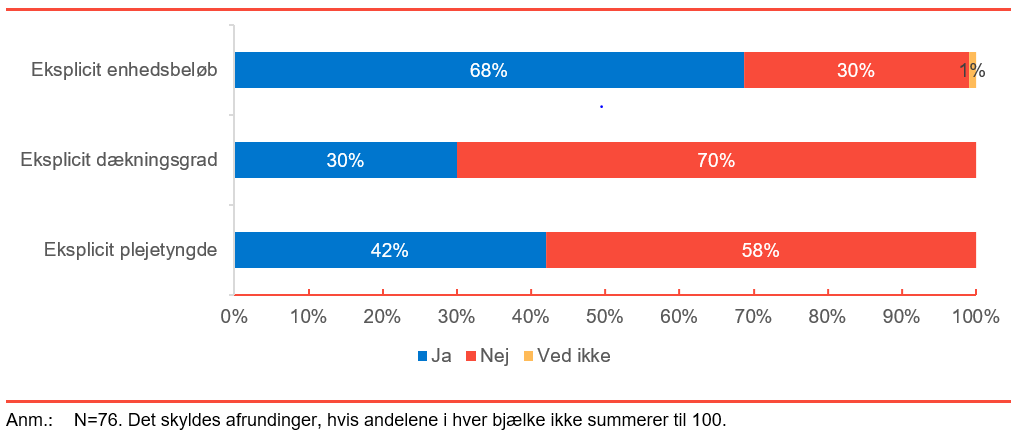 Eksplicit enhedsbeløb 68% 30% 1%
Eksplicit dækningsgrad 30% 70%
Eksplicit plejetyngde 42% 58%
0% 10% 20% 30% 40% 50% 60% 70% 80% 90% 100%
Ja Nej Ved ikke
Anm.: N=76. Det skyldes afrundinger, hvis andelene i hver bjælke ikke summerer til 100.